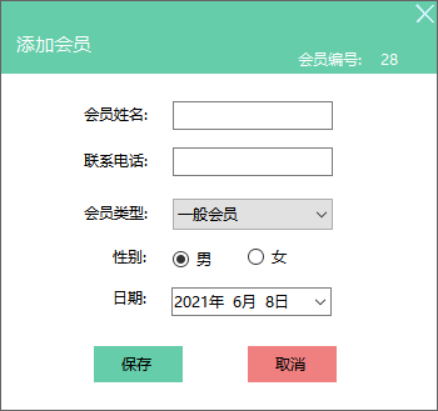 添加会员
会员编号: 28
会员姓名:
联系电话:
会员类型: 一般会员
性别: 男 女
日期: 2021年 6月 8日
保存 取消